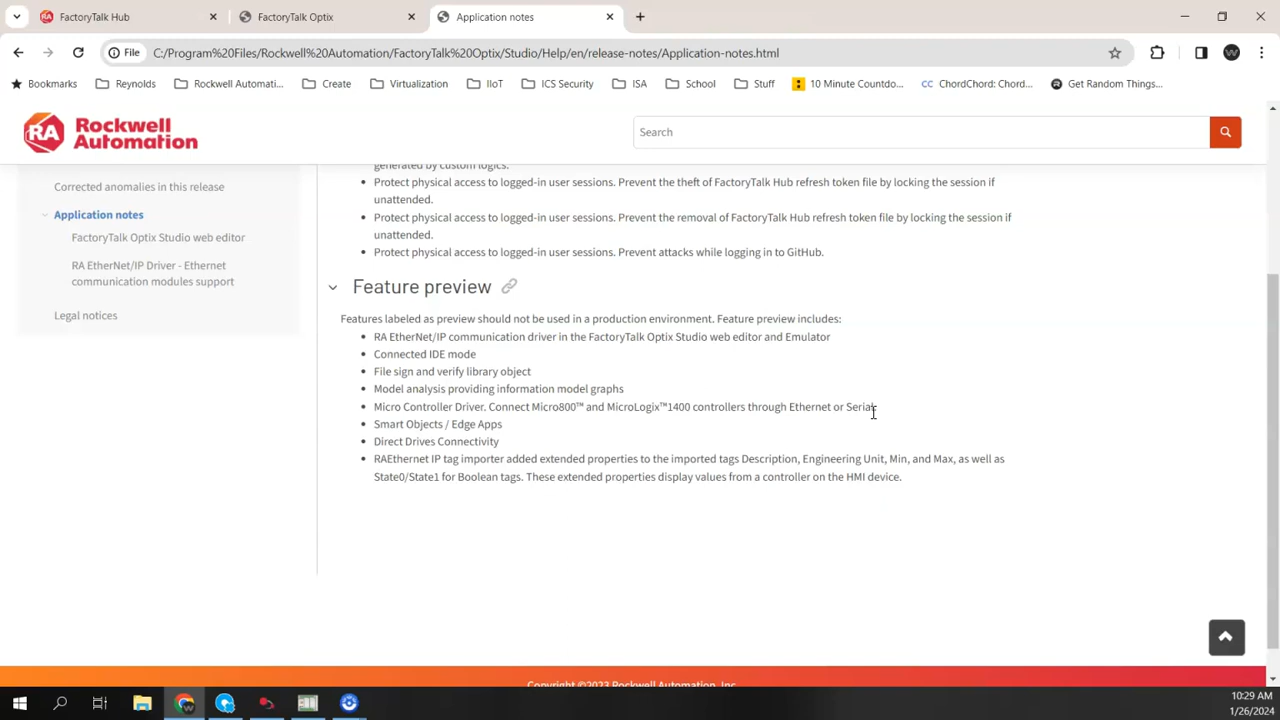 FactoryTalk Hub
FactoryTalk Optix
Application notes
File
C:/Program%20Files/Rockwell%20Automation/FactoryTalk%20Optix/Studio/Help/en/release-notes/Application-notes.html
Bookmarks
Reynolds
Rockwell Automati...
Create
Virtualization
IIoT
ICS Security
ISA
School
Stuff
10 Minute Countdo...
CC ChordChord: Chord...
Get Random Things...
RA Rockwell
Automation
Search
Corrected anomalies in this release
Application notes
FactoryTalk Optix Studio web editor
RA EtherNet/IP Driver - Ethernet
communication modules support
Legal notices
generated by custom logics.
• Protect physical access to logged-in user sessions. Prevent the theft of FactoryTalk Hub refresh token file by locking the session if
unattended.
• Protect physical access to logged-in user sessions. Prevent the removal of FactoryTalk Hub refresh token file by locking the session if
unattended.
• Protect physical access to logged-in user sessions. Prevent attacks while logging in to GitHub.
Feature preview
Features labeled as preview should not be used in a production environment. Feature preview includes:
• RA EtherNet/IP communication driver in the FactoryTalk Optix Studio web editor and Emulator
• Connected IDE mode
• File sign and verify library object
• Model analysis providing information model graphs
• Micro Controller Driver. Connect Micro800™ and MicroLogix™1400 controllers through Ethernet or Serial.
• Smart Objects / Edge Apps
• Direct Drives Connectivity
• RAEthernet IP tag importer added extended properties to the imported tags Description, Engineering Unit, Min, and Max, as well as
State0/State1 for Boolean tags. These extended properties display values from a controller on the HMI device.
Copyright ©2023 Rockwell Automation, Inc.
10:29 AM
1/26/2024